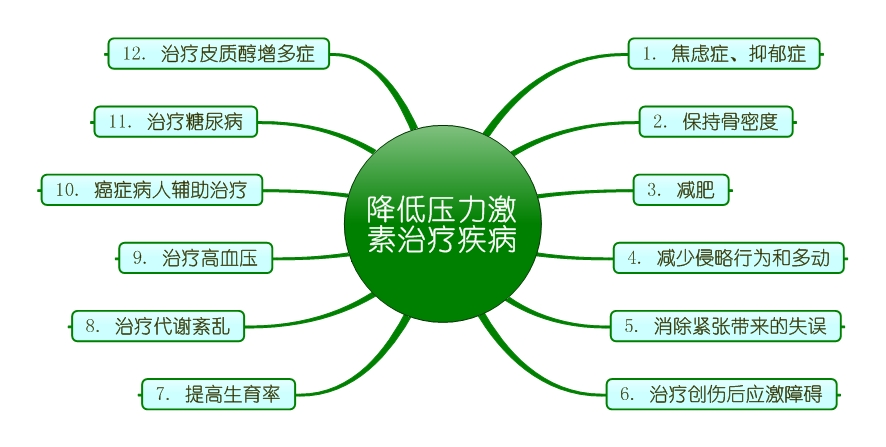 降低压力激
素治疗疾病
1. 焦虑症、抑郁症
2. 保持骨密度
3. 减肥
4. 减少侵略行为和多动
5. 消除紧张带来的失误
6. 治疗创伤后应激障碍
7. 提高生育率
8. 治疗代谢紊乱
9. 治疗高血压
10. 癌症病人辅助治疗
11. 治疗糖尿病
12. 治疗皮质醇增多症